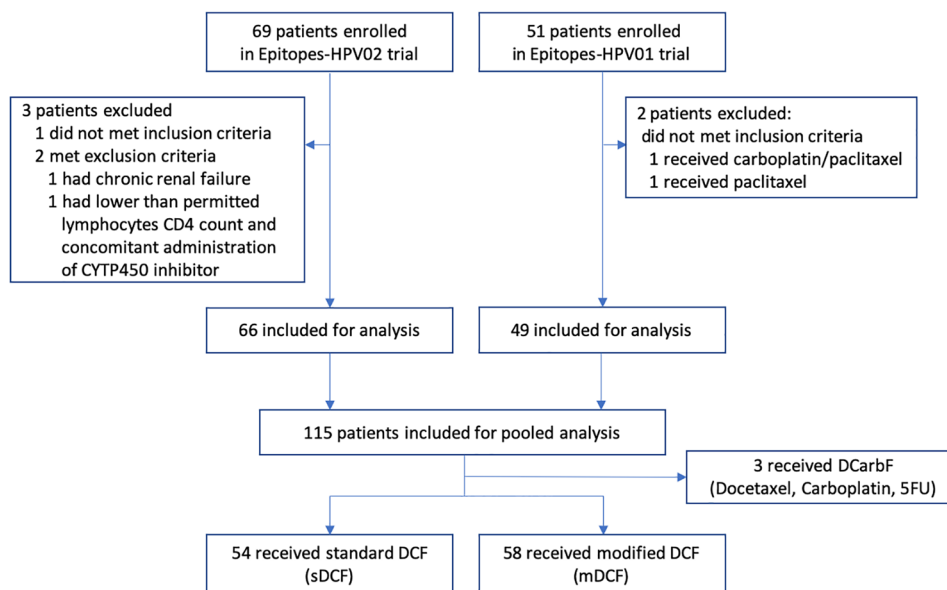 69 patients enrolled
in Epitopes-HPV02 trial
51 patients enrolled
in Epitopes-HPV01 trial
3 patients excluded
1 did not met inclusion criteria
2 met exclusion criteria
1 had chronic renal failure
1 had lower than permitted
lymphocytes CD4 count and
concomitant administration
of CYTP450 inhibitor
2 patients excluded:
did not met inclusion criteria
1 received carboplatin/paclitaxel
1 received paclitaxel
66 included for analysis
49 included for analysis
115 patients included for pooled analysis
3 received DCarbF
(Docetaxel, Carboplatin, 5FU)
54 received standard DCF
(sDCF)
58 received modified DCF
(mDCF)